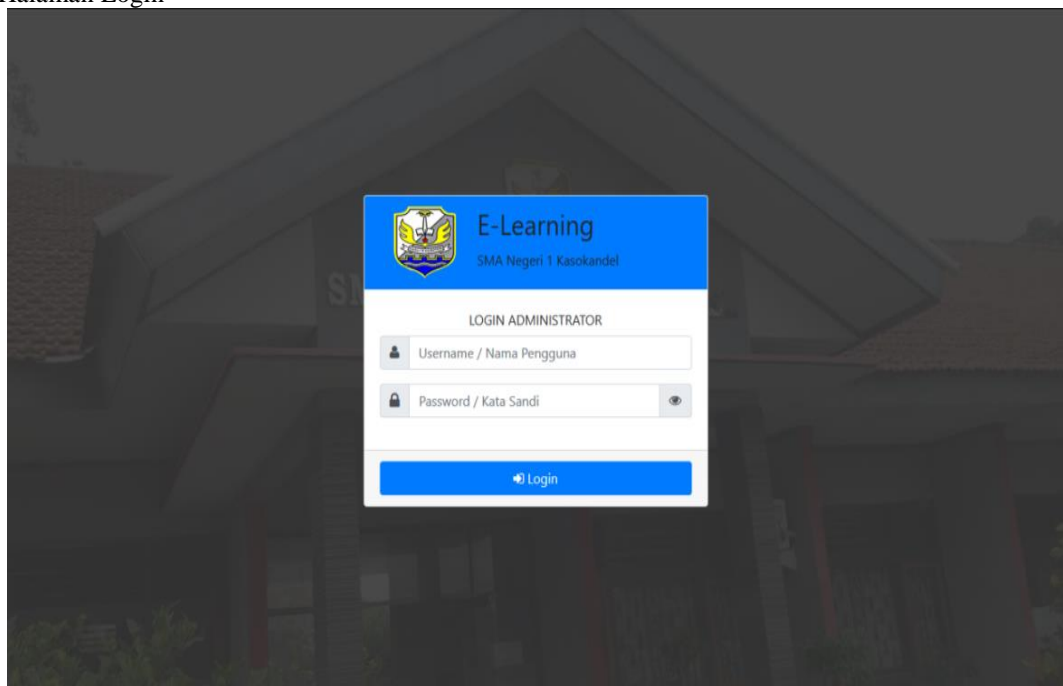 Halaman Login
E-Learning
SMA Negeri 1 Kasokandel
LOGIN ADMINISTRATOR
Username / Nama Pengguna
Password / Kata Sandi
Login